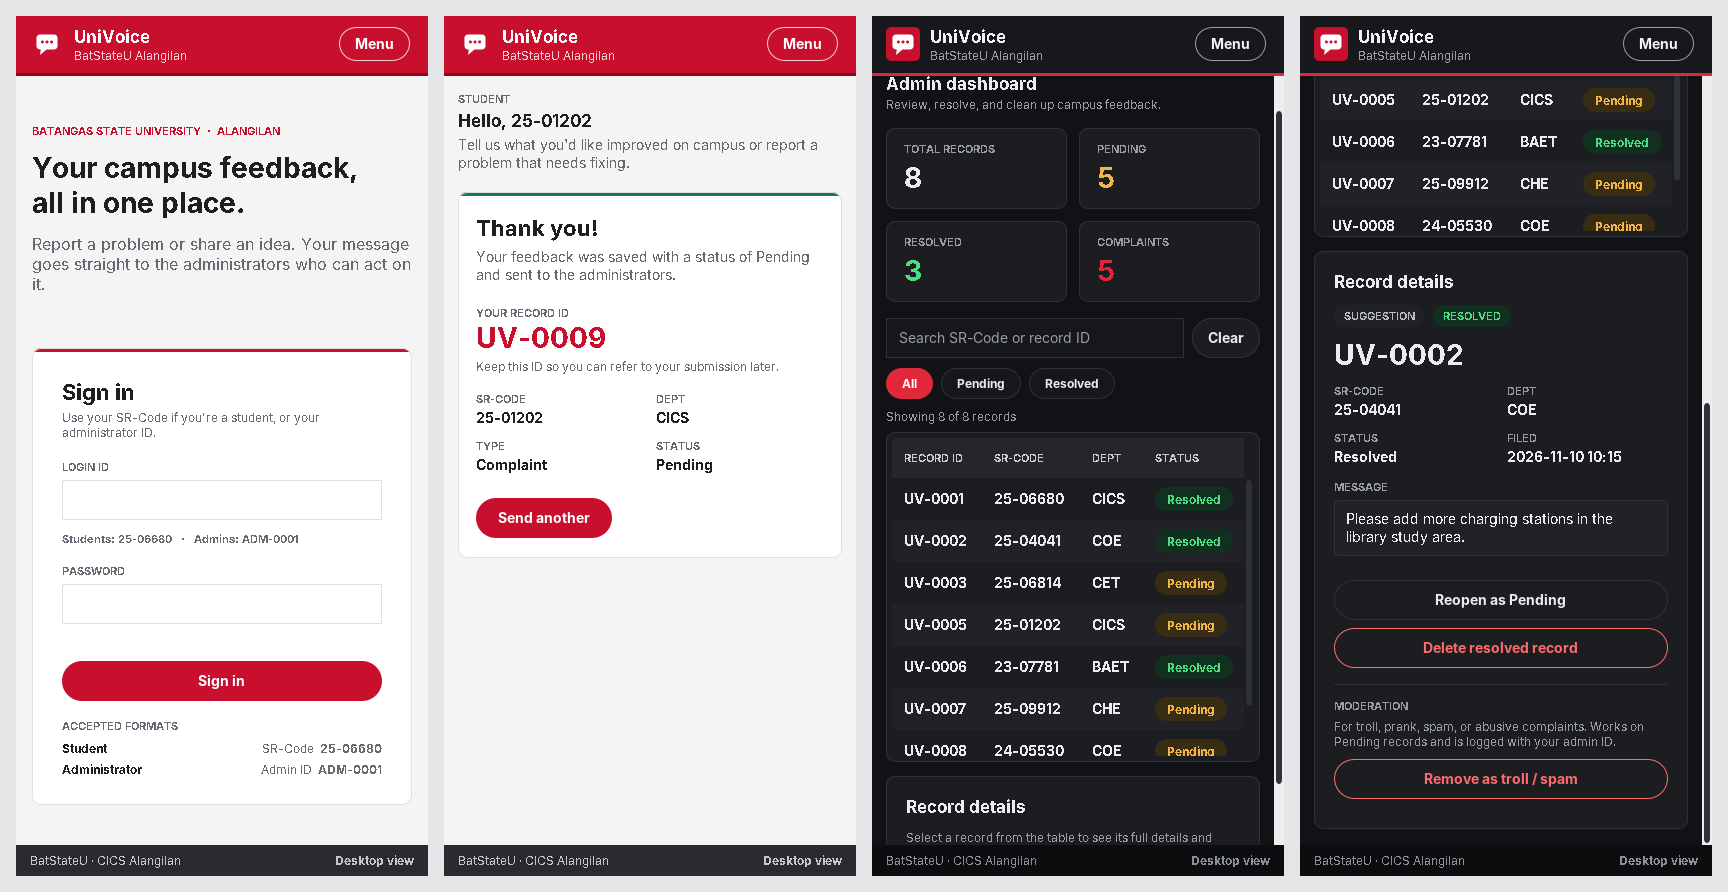 UniVoice
BatStateU Alangilan
Menu
BATANGAS STATE UNIVERSITY · ALANGILAN
Your campus feedback,
all in one place.
Report a problem or share an idea. Your message
goes straight to the administrators who can act on
it.
Sign in
Use your SR-Code if you're a student, or your
administrator ID.
LOGIN ID
Students: 25-06680 · Admins: ADM-0001
PASSWORD
Sign in
ACCEPTED FORMATS
Student SR-Code 25-06680
Administrator Admin ID ADM-0001
BatStateU · CICS Alangilan Desktop view
UniVoice
BatStateU Alangilan
Menu
STUDENT
Hello, 25-01202
Tell us what you'd like improved on campus or report a
problem that needs fixing.
Thank you!
Your feedback was saved with a status of Pending
and sent to the administrators.
YOUR RECORD ID
UV-0009
Keep this ID so you can refer to your submission later.
SR-CODE DEPT
25-01202 CICS
TYPE STATUS
Complaint Pending
Send another
BatStateU · CICS Alangilan Desktop view
UniVoice
BatStateU Alangilan
Menu
Admin dashboard
Review, resolve, and clean up campus feedback.
TOTAL RECORDS PENDING
8 5
RESOLVED COMPLAINTS
3 5
Search SR-Code or record ID Clear
All Pending Resolved
Showing 8 of 8 records
RECORD ID SR-CODE DEPT STATUS
UV-0001 25-06680 CICS Resolved
UV-0002 25-04041 COE Resolved
UV-0003 25-06814 CET Pending
UV-0005 25-01202 CICS Pending
UV-0006 23-07781 BAET Resolved
UV-0007 25-09912 CHE Pending
UV-0008 24-05530 COE Pending
Record details
Select a record from the table to see its full details and
BatStateU · CICS Alangilan Desktop view
UniVoice
BatStateU Alangilan
Menu
UV-0005 25-01202 CICS Pending
UV-0006 23-07781 BAET Resolved
UV-0007 25-09912 CHE Pending
UV-0008 24-05530 COE Pending
Record details
SUGGESTION RESOLVED
UV-0002
SR-CODE DEPT
25-04041 COE
STATUS FILED
Resolved 2026-11-10 10:15
MESSAGE
Please add more charging stations in the
library study area.
Reopen as Pending
Delete resolved record
MODERATION
For troll, prank, spam, or abusive complaints. Works on
Pending records and is logged with your admin ID.
Remove as troll / spam
BatStateU · CICS Alangilan Desktop view